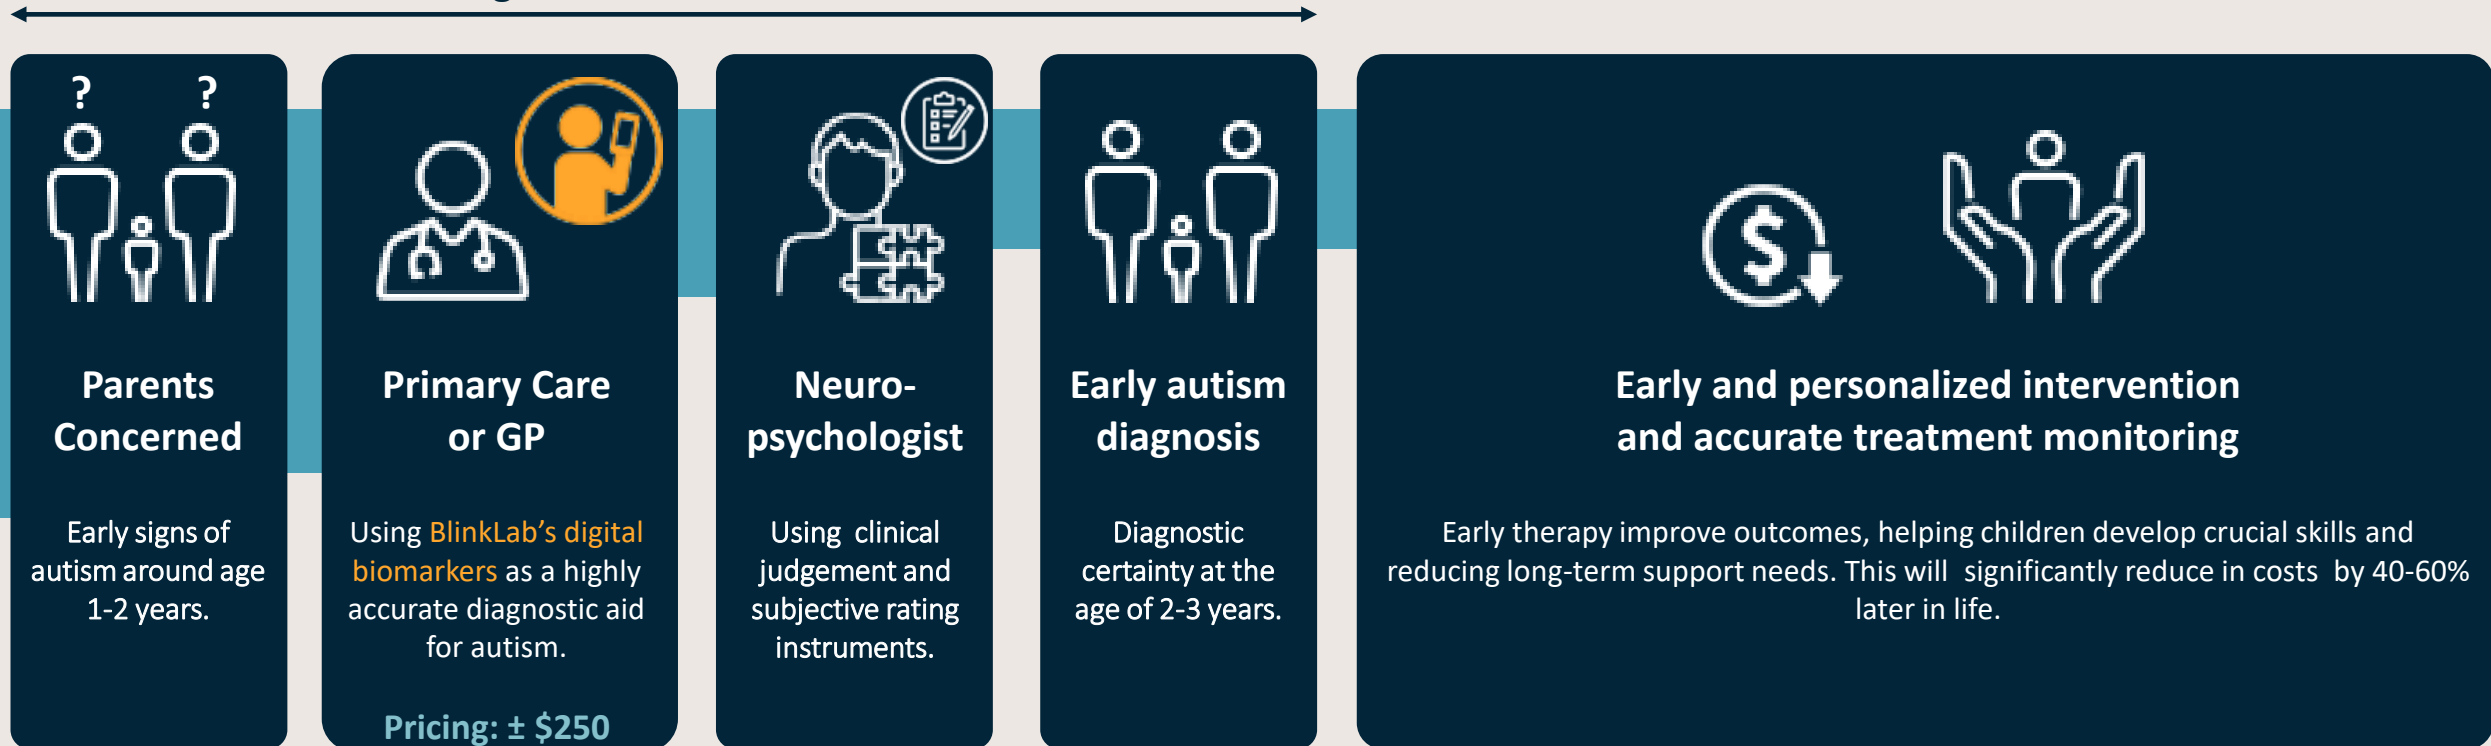 ? ?
Parents
Concerned
Early signs of
autism around age
1-2 years.
Primary Care
or GP
Using BlinkLab's digital
biomarkers as a highly
accurate diagnostic aid
for autism.
Pricing: ± $250
Neuro-
psychologist
Using clinical
judgement and
subjective rating
instruments.
Early autism
diagnosis
Diagnostic
certainty at the
age of 2-3 years.
$
Early and personalized intervention
and accurate treatment monitoring
Early therapy improve outcomes, helping children develop crucial skills and
reducing long-term support needs. This will significantly reduce in costs by 40-60%
later in life.